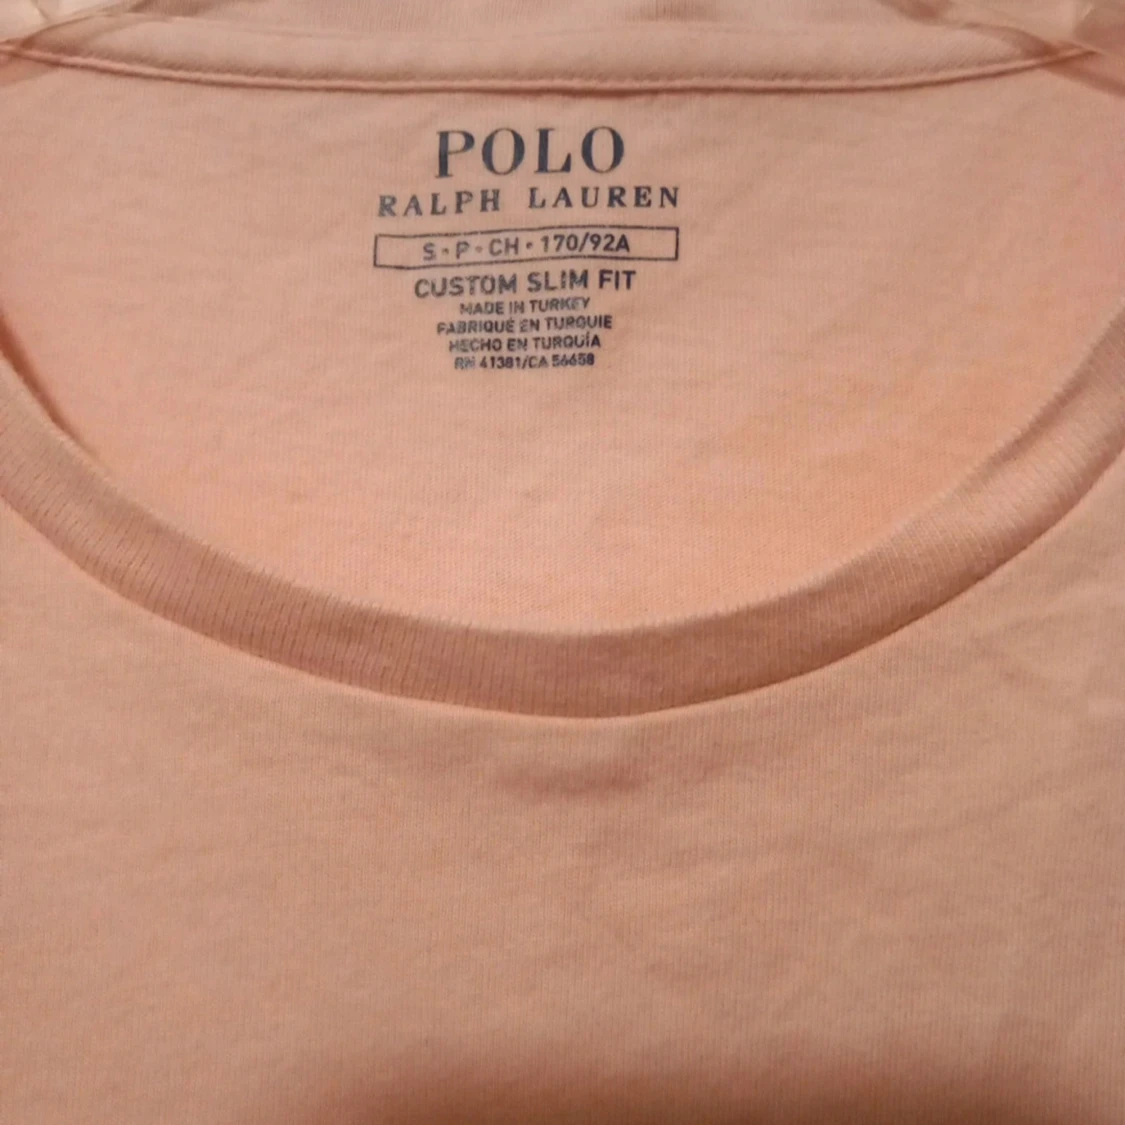 POLO
RALPH LAUREN
S • P • CH • 170/92A
CUSTOM SLIM FIT
MADE IN TURKEY
FABRIQUÉ EN TURQUIE
HECHO EN TURQUÍA
RN 41381/CA 56658